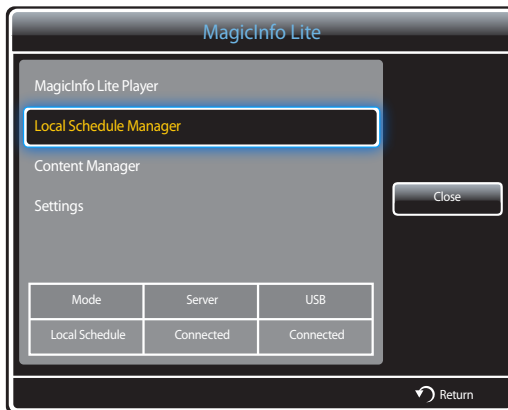 MagicInfo Lite
MagicInfo Lite Player
Local Schedule Manager
Content Manager
Settings
Close
Mode Server USB
Local Schedule Connected Connected
Return